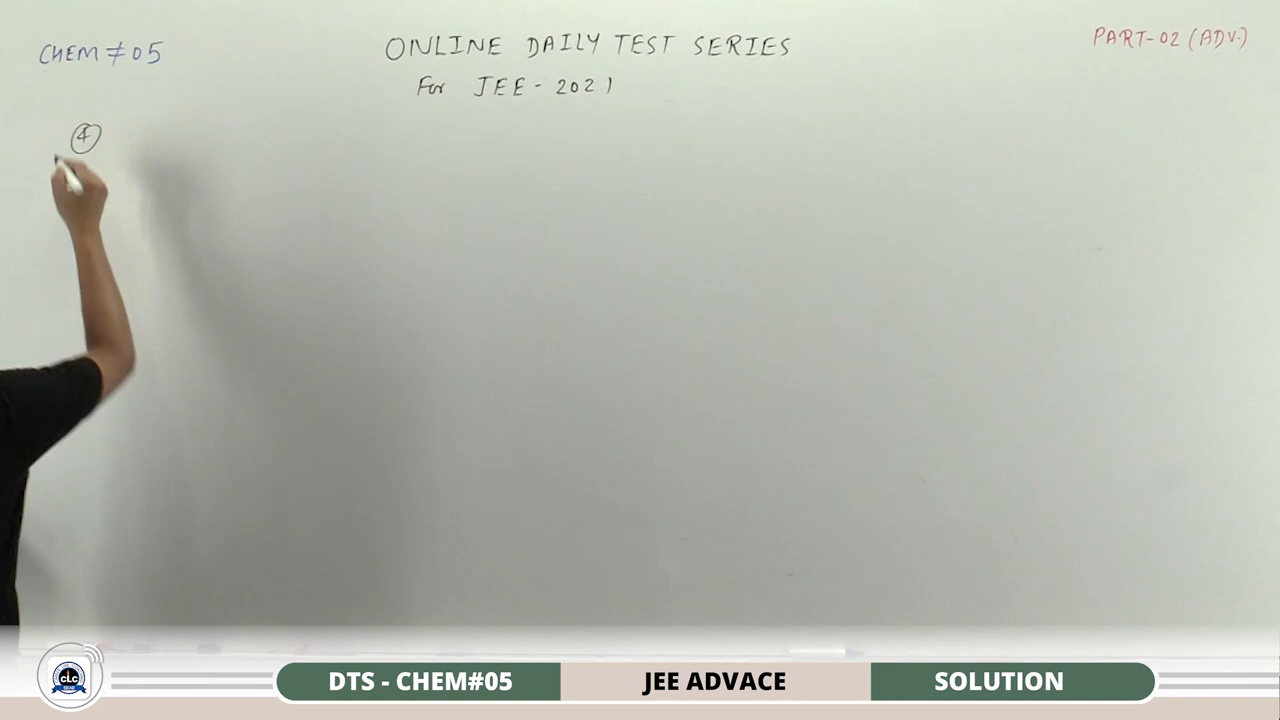 CHEM # 05
ONLINE DAILY TEST SERIES
For JEE - 2021
PART-02 (ADV.)
4
CLC
SIKAR
DTS - CHEM#05
JEE ADVACE
SOLUTION